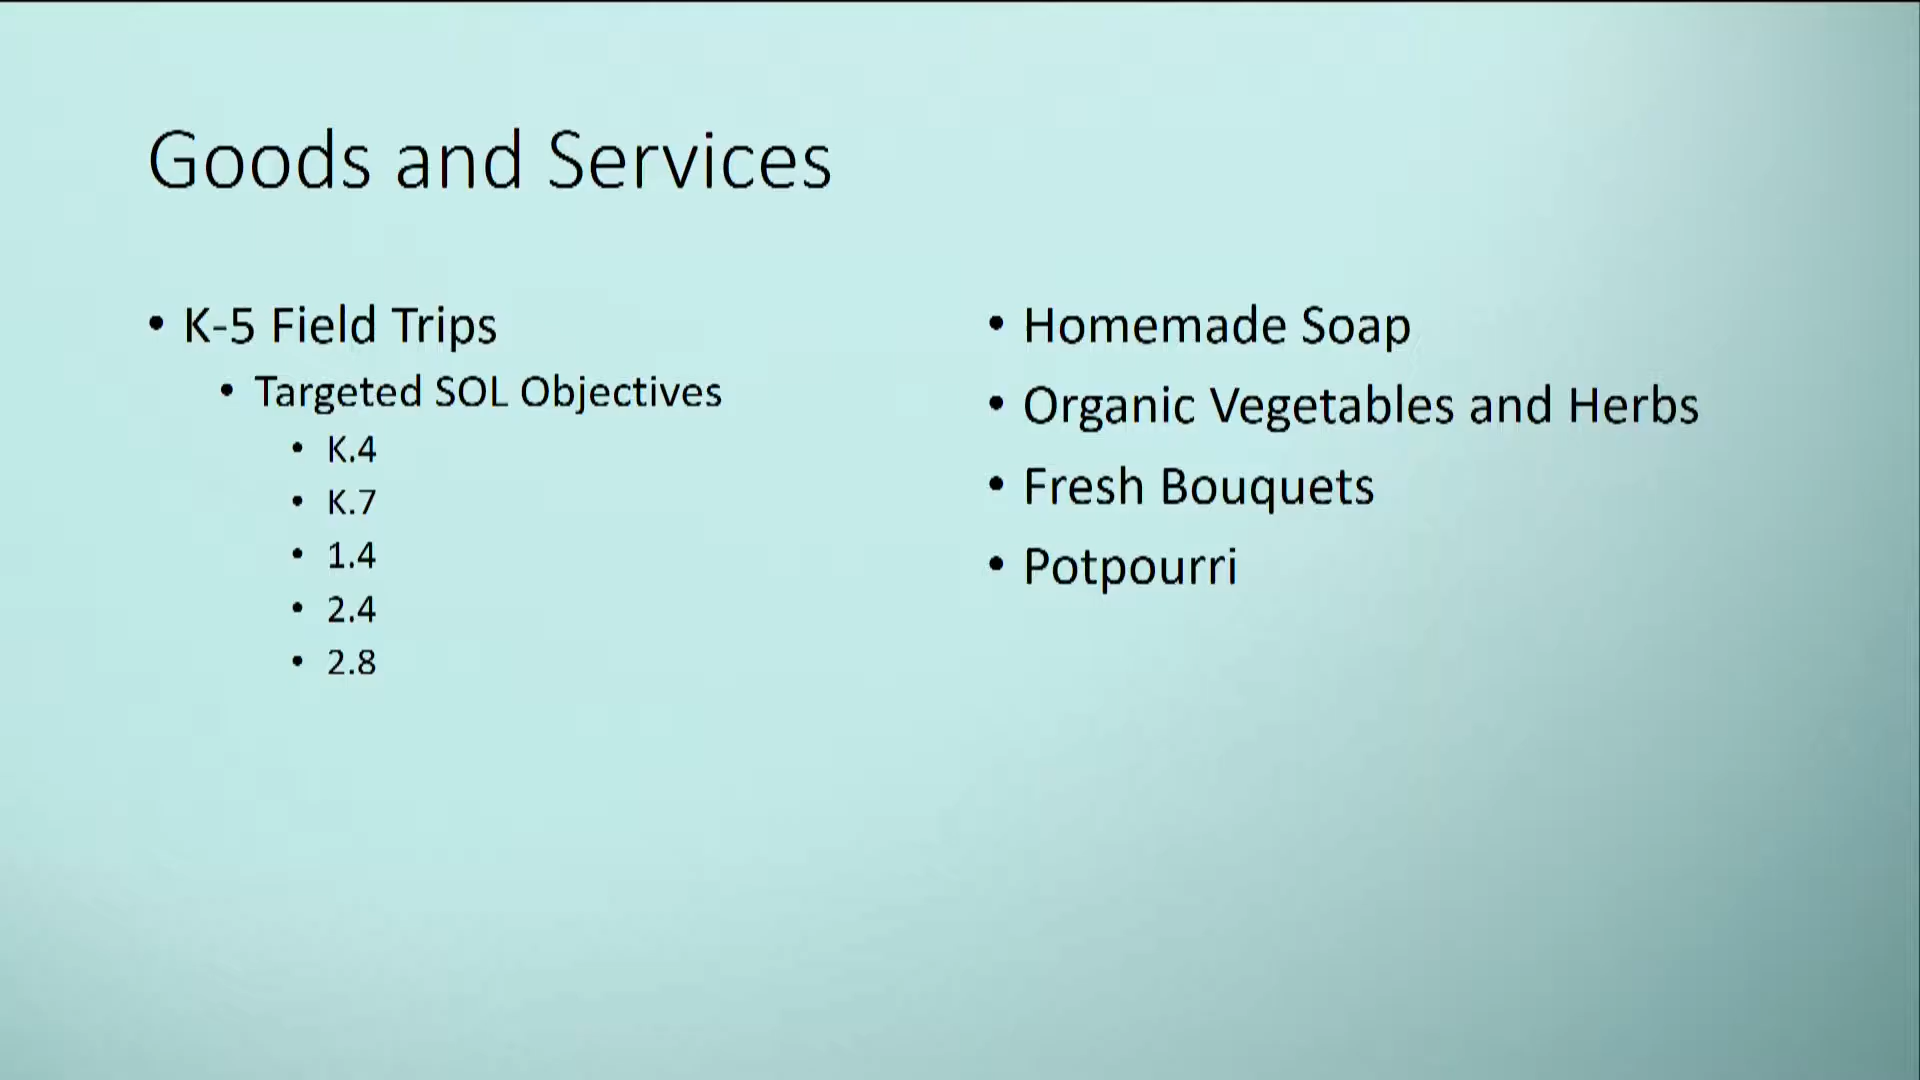 Goods and Services
• K-5 Field Trips
• Targeted SOL Objectives
• K.4
• K.7
• 1.4
• 2.4
• 2.8
• Homemade Soap
• Organic Vegetables and Herbs
• Fresh Bouquets
• Potpourri